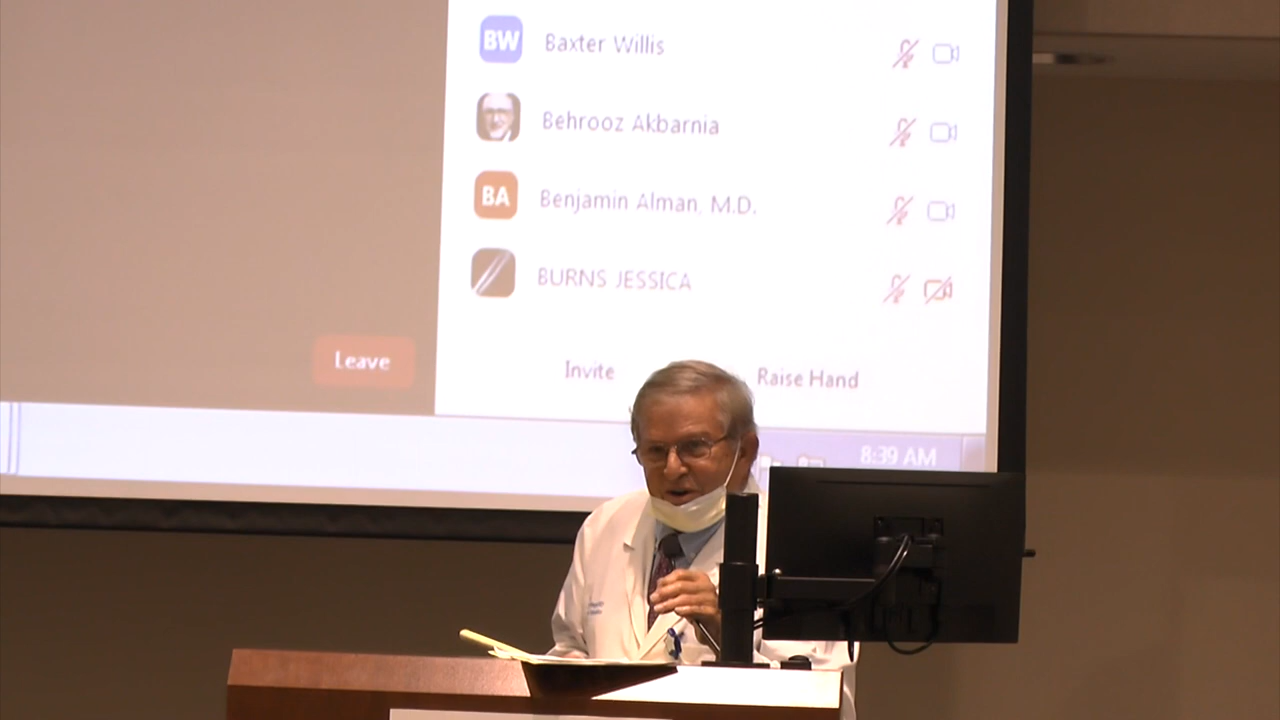 BW Baxter Willis
Behrooz Akbarnia
BA Benjamin Alman, M.D.
BURNS JESSICA
Leave
Invite
Raise Hand
8:39 AM